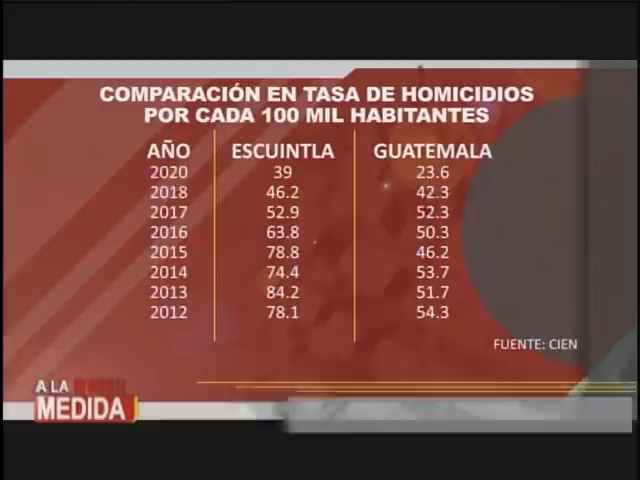 COMPARACIÓN EN TASA DE HOMICIDIOS
POR CADA 100 MIL HABITANTES
AÑO ESCUINTLA GUATEMALA
2020 39 23.6
2018 46.2 42.3
2017 52.9 52.3
2016 63.8 50.3
2015 78.8 46.2
2014 74.4 53.7
2013 84.2 51.7
2012 78.1 54.3
FUENTE: CIEN
A LA
MEDIDA